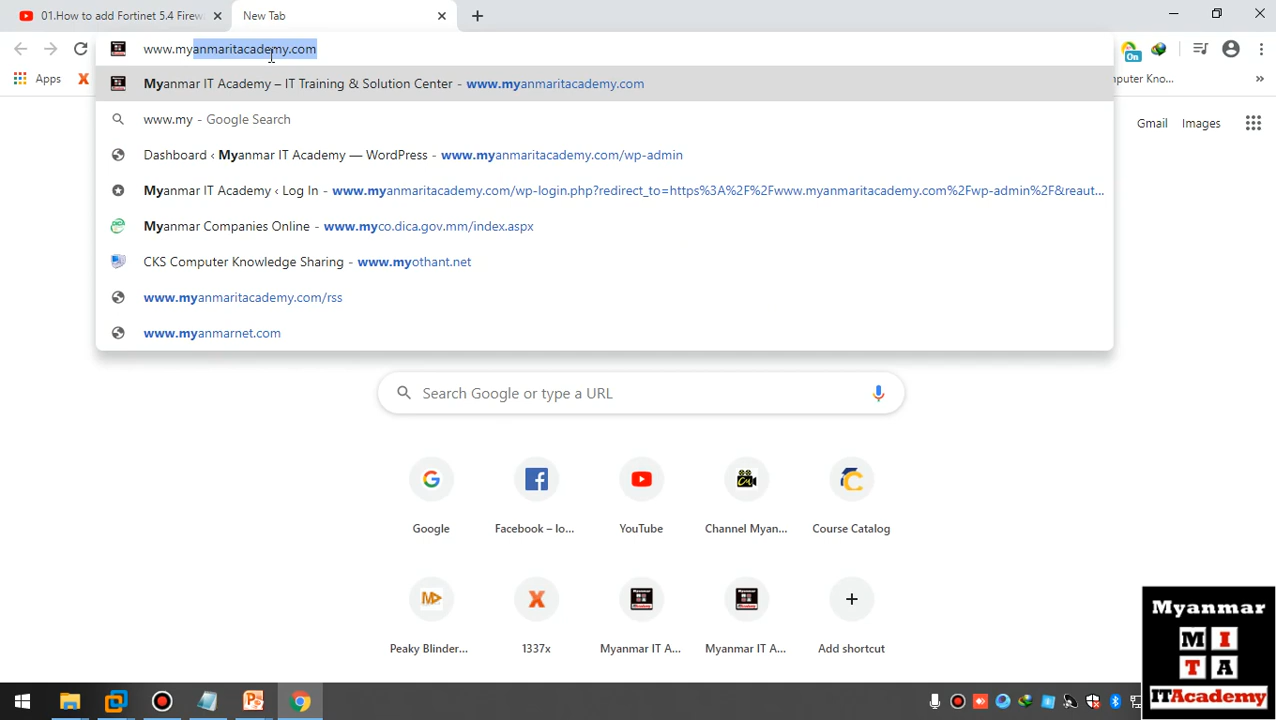 01.How to add Fortinet 5.4 Firew
New Tab
www.myanmaritacademy.com
On
Apps
Myanmar IT Academy – IT Training & Solution Center - www.myanmaritacademy.com
www.my - Google Search
Dashboard ‹ Myanmar IT Academy — WordPress - www.myanmaritacademy.com/wp-admin
Myanmar IT Academy ‹ Log In - www.myanmaritacademy.com/wp-login.php?redirect_to=https%3A%2F%2Fwww.myanmaritacademy.com%2Fwp-admin%2F&reaut...
Myanmar Companies Online - www.myco.dica.gov.mm/index.aspx
CKS Computer Knowledge Sharing - www.myothant.net
www.myanmaritacademy.com/rss
www.myanmarnet.com
puter Kno...
»
Gmail
Images
Search Google or type a URL
Google
Facebook – lo...
YouTube
Channel Myan...
Course Catalog
Peaky Blinder...
1337x
Myanmar IT A...
Myanmar IT A...
Add shortcut
Myanmar
M I
T A
ITAcademy